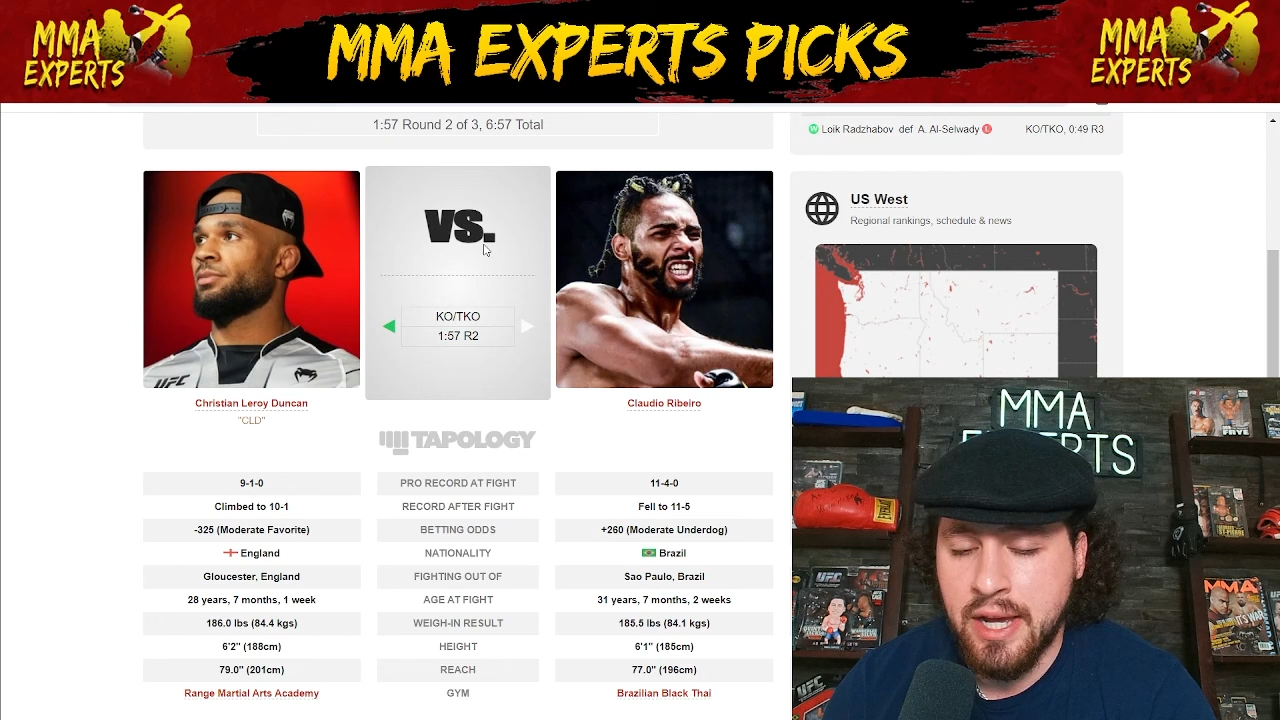 MMA EXPERTS
MMA EXPERTS PICKS
MMA EXPERTS
1:57 Round 2 of 3, 6:57 Total
W Loik Radzhabov def A. Al-Selwady L KO/TKO, 0:49 R3
US West
Regional rankings, schedule & news
VS.
KO/TKO
1:57 R2
UFC
Christian Leroy Duncan
"CLD"
Claudio Ribeiro
TAPOLOGY
9-1-0 PRO RECORD AT FIGHT 11-4-0
Climbed to 10-1 RECORD AFTER FIGHT Fell to 11-5
-325 (Moderate Favorite) BETTING ODDS +260 (Moderate Underdog)
England NATIONALITY Brazil
Gloucester, England FIGHTING OUT OF Sao Paulo, Brazil
28 years, 7 months, 1 week AGE AT FIGHT 31 years, 7 months, 2 weeks
186.0 lbs (84.4 kgs) WEIGH-IN RESULT 185.5 lbs (84.1 kgs)
6'2" (188cm) HEIGHT 6'1" (185cm)
79.0" (201cm) REACH 77.0" (196cm)
Range Martial Arts Academy GYM Brazilian Black Thai
MMA
FRYE
UFC
MMA
IT'S WAR
UFC